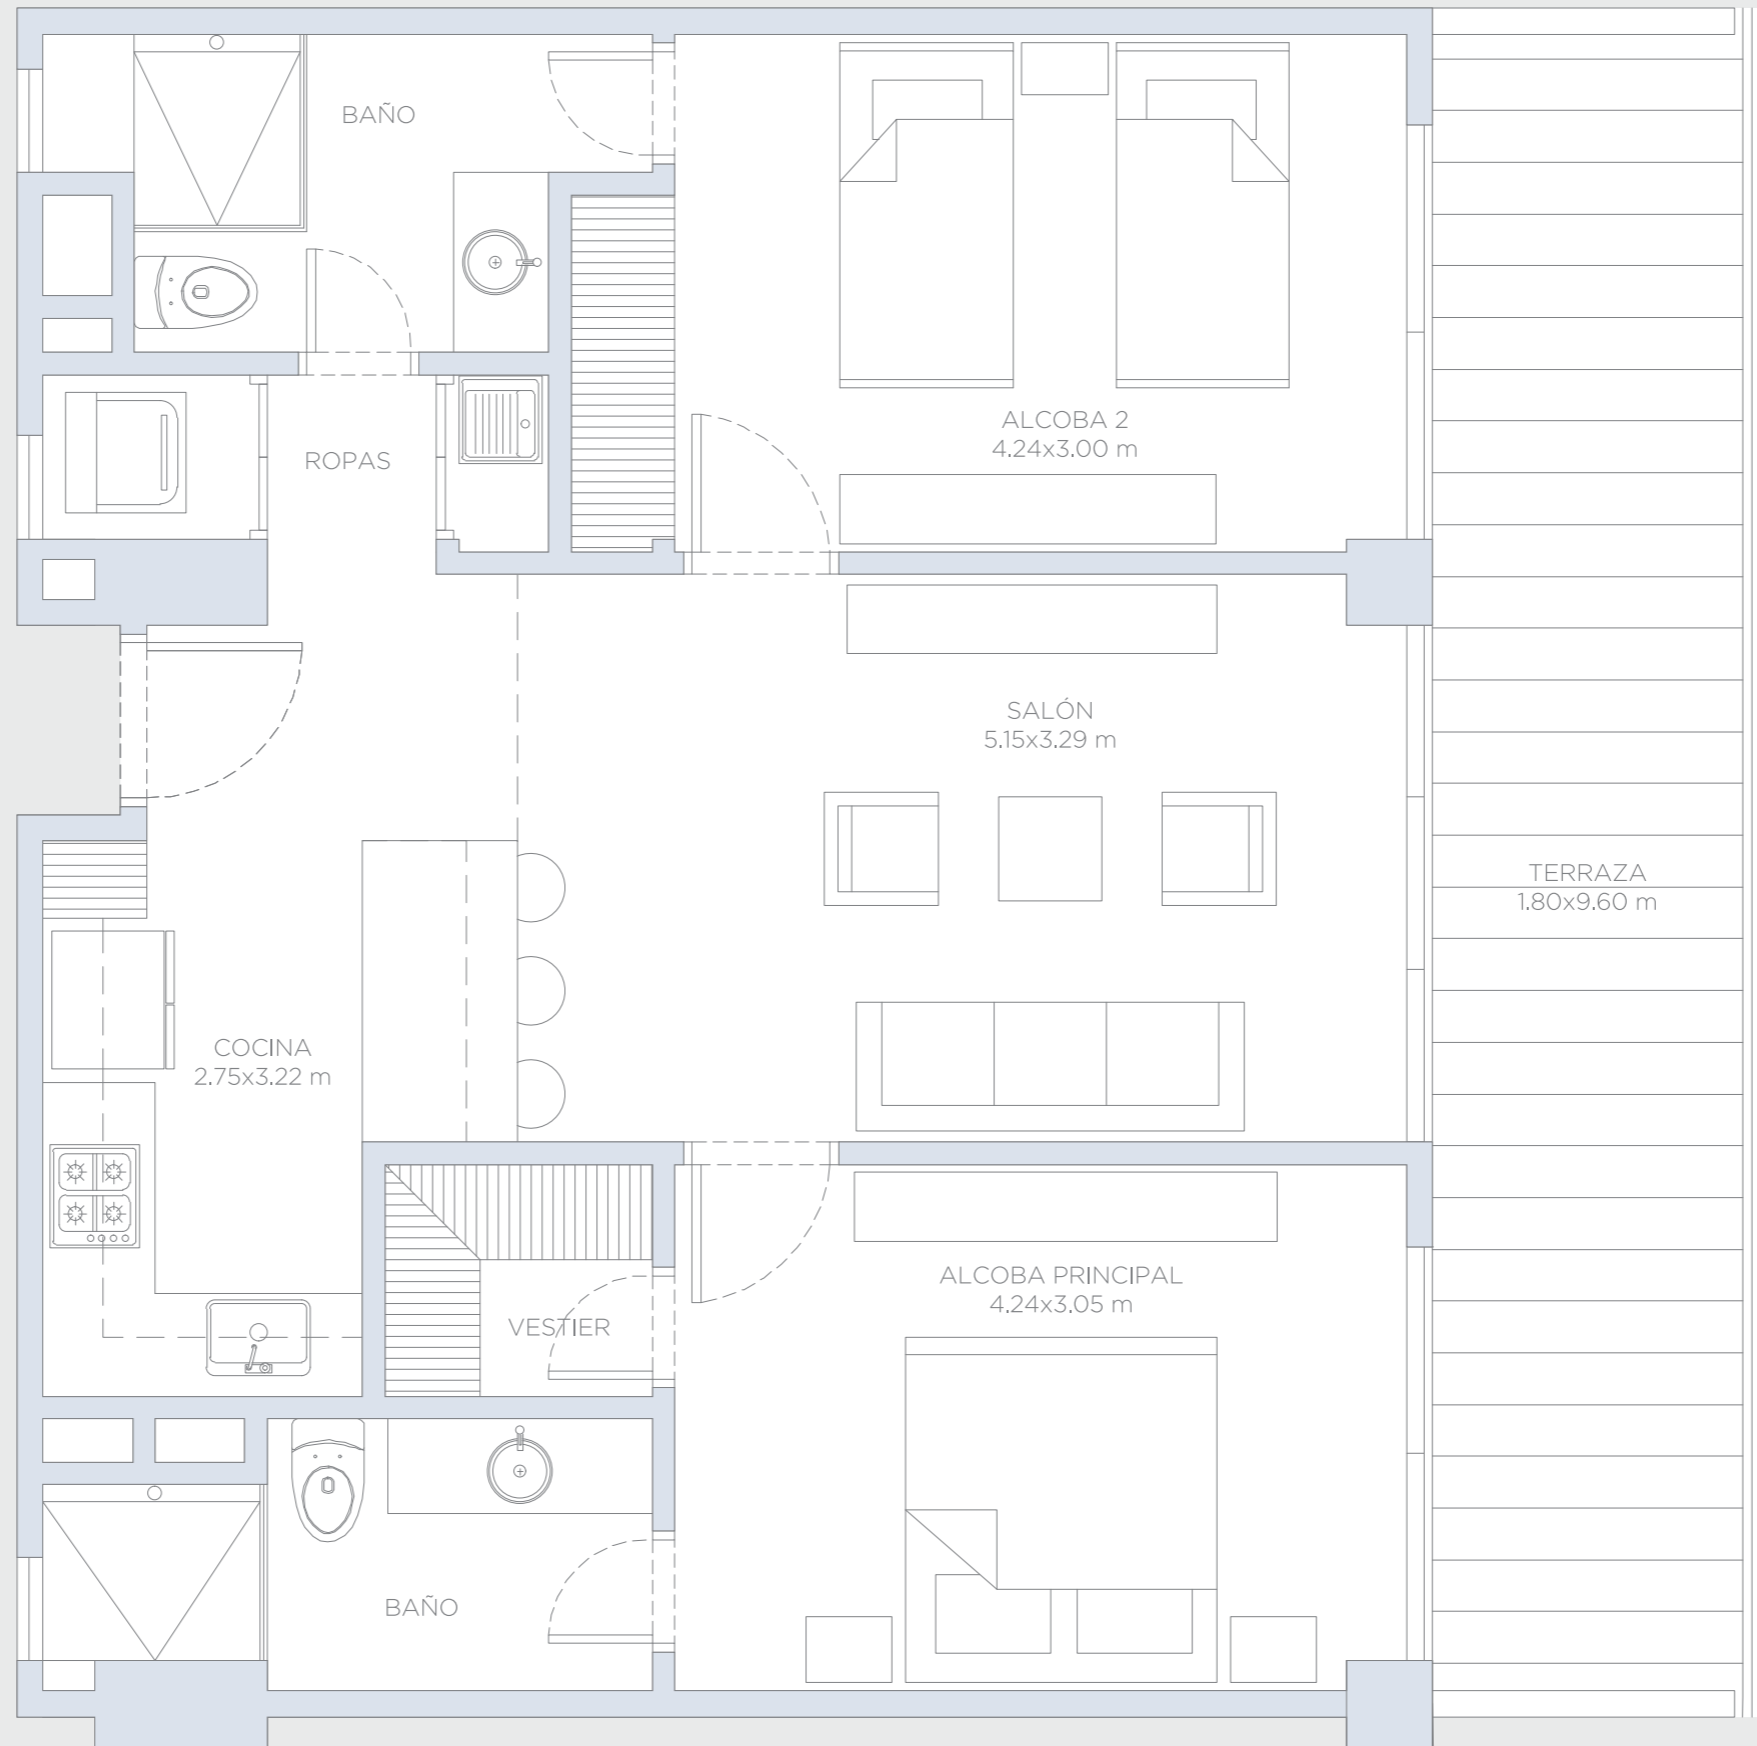 BAÑO
ALCOBA 2
4.24x3.00 m
ROPAS
SALÓN
5.15x3.29 m
TERRAZA
1.80x9.60 m
COCINA
2.75x3.22 m
ALCOBA PRINCIPAL
4.24x3.05 m
VESTIER
BAÑO